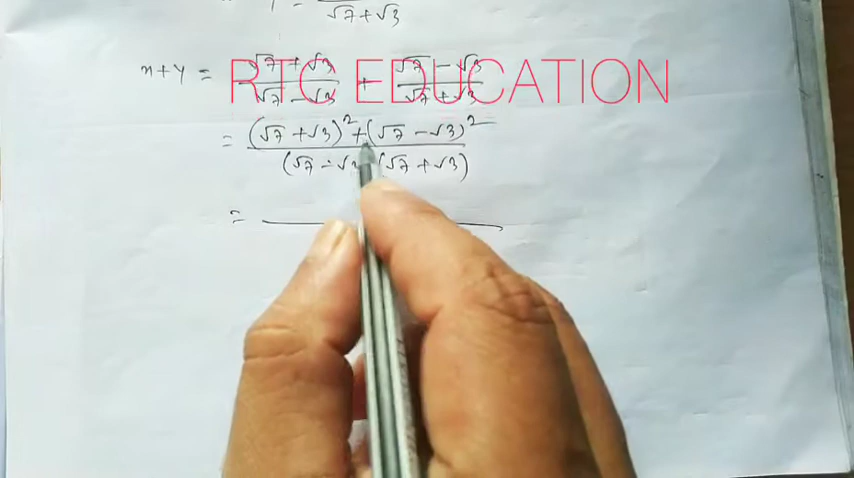 Y = —— / √7+√3
x+y = (√7+√3)/(√7-√3) + (√7-√3)/(√7+√3)
RTC EDUCATION
= ((√7+√3)²+(√7-√3)²)/((√7-√3)(√7+√3))
=